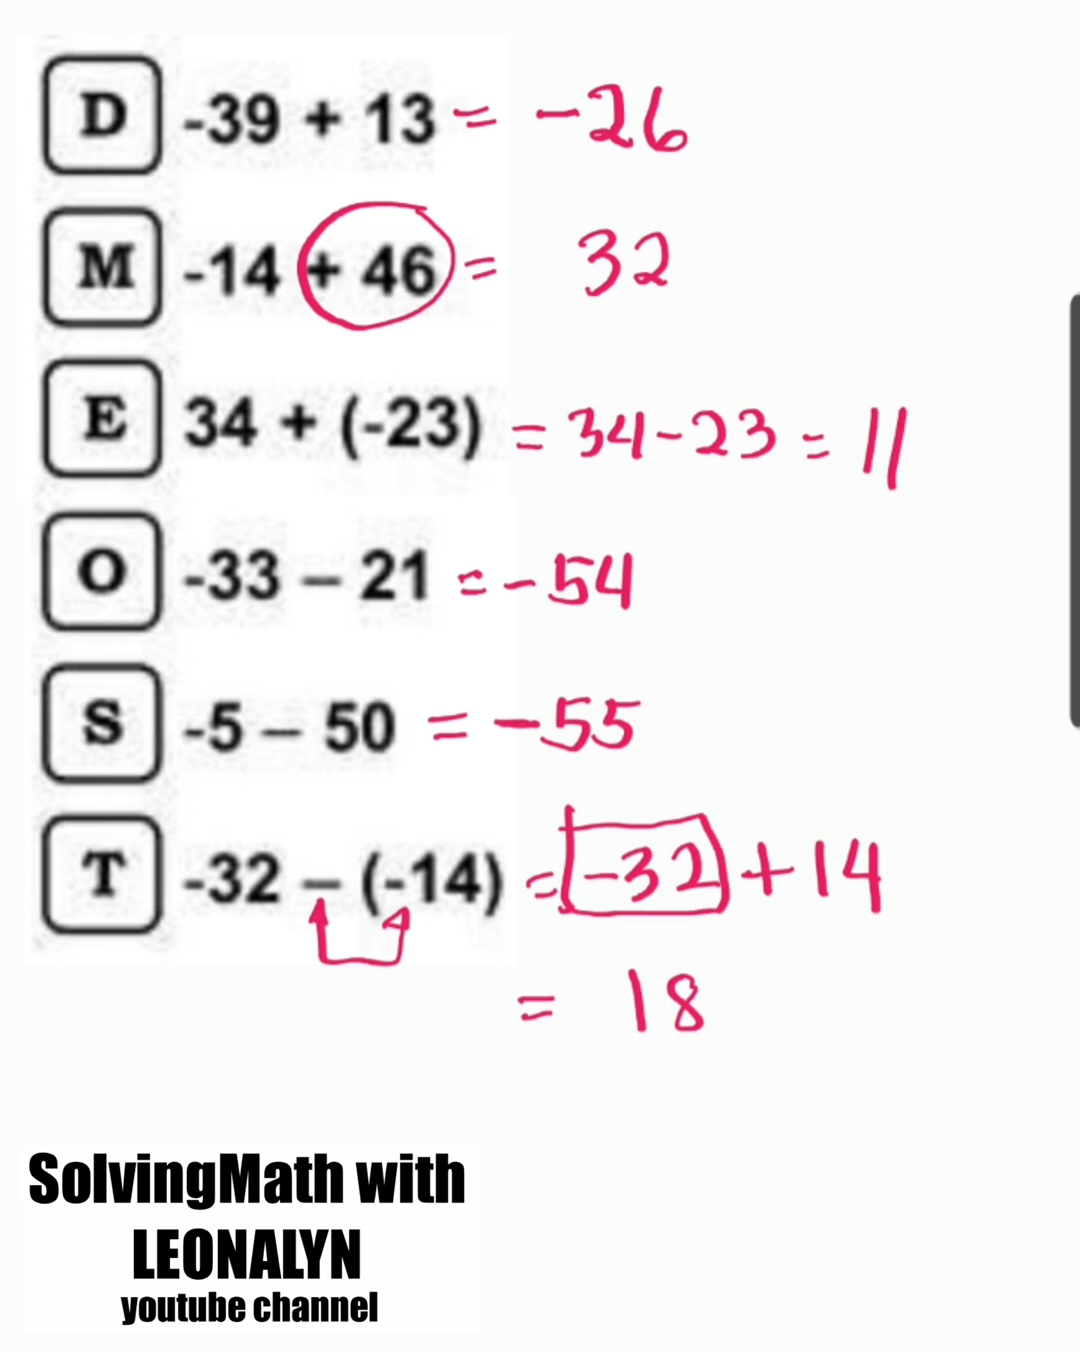 D -39 + 13 = -26
M -14 + 46 = 32
E 34 + (-23) = 34-23 = 11
O -33 – 21 = -54
S -5 – 50 = -55
T -32 – (-14) = -32 + 14
= 18
SolvingMath with
LEONALYN
youtube channel